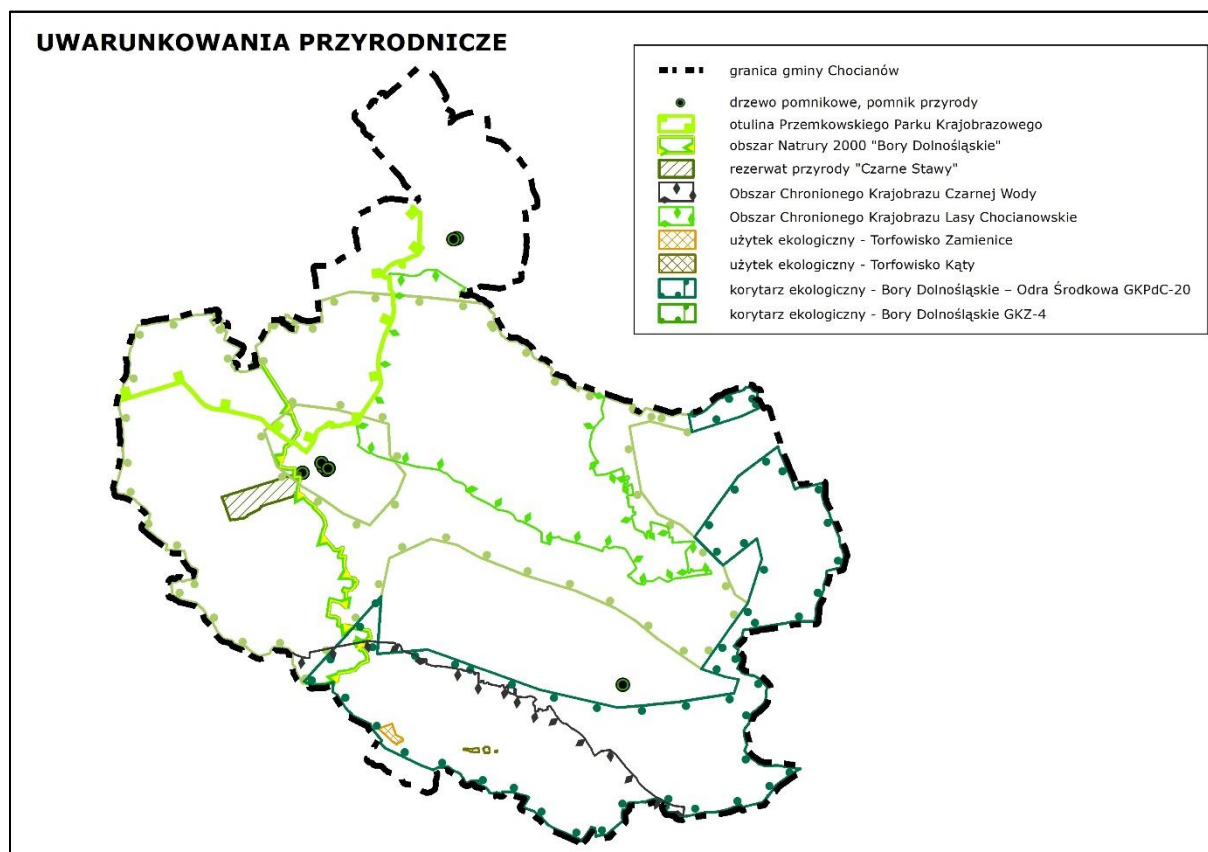 UWARUNKOWANIA PRZYRODNICZE
granica gminy Chocianów
drzewo pomnikowe, pomnik przyrody
otulina Przemkowskiego Parku Krajobrazowego
obszar Natrury 2000 "Bory Dolnośląskie"
rezerwat przyrody "Czarne Stawy"
Obszar Chronionego Krajobrazu Czarnej Wody
Obszar Chronionego Krajobrazu Lasy Chocianowskie
użytek ekologiczny - Torfowisko Zamienice
użytek ekologiczny - Torfowisko Kąty
korytarz ekologiczny - Bory Dolnośląskie – Odra Środkowa GKPdC-20
korytarz ekologiczny - Bory Dolnośląskie GKZ-4